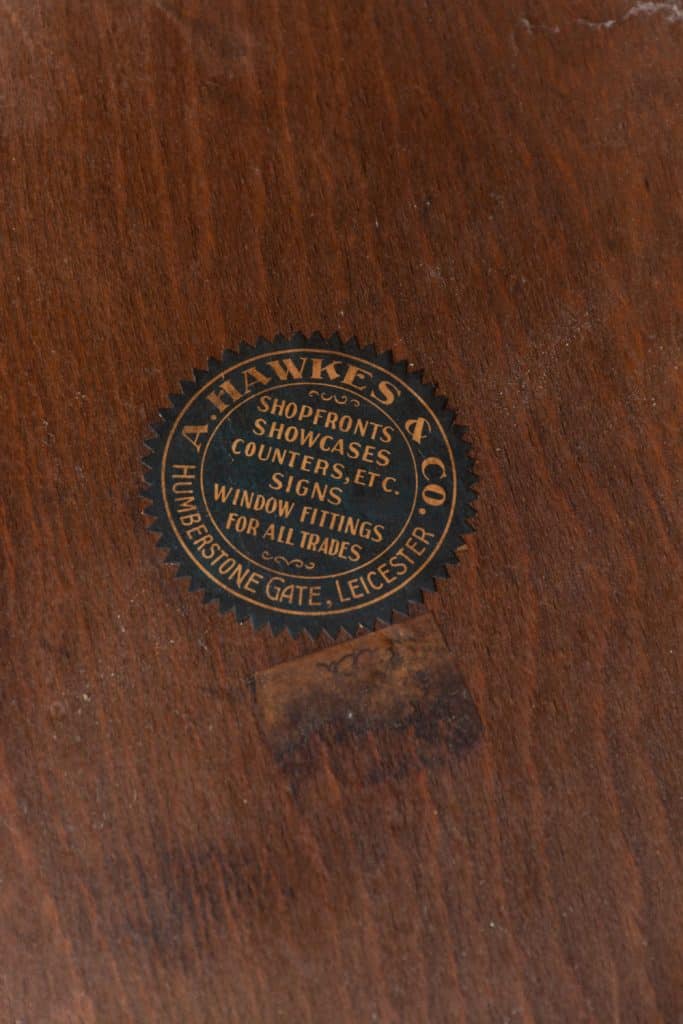 A. HAWKES & CO.
SHOPFRONTS
SHOWCASES
COUNTERS, ETC.
SIGNS
WINDOW FITTINGS
FOR ALL TRADES
HUMBERSTONE GATE, LEICESTER